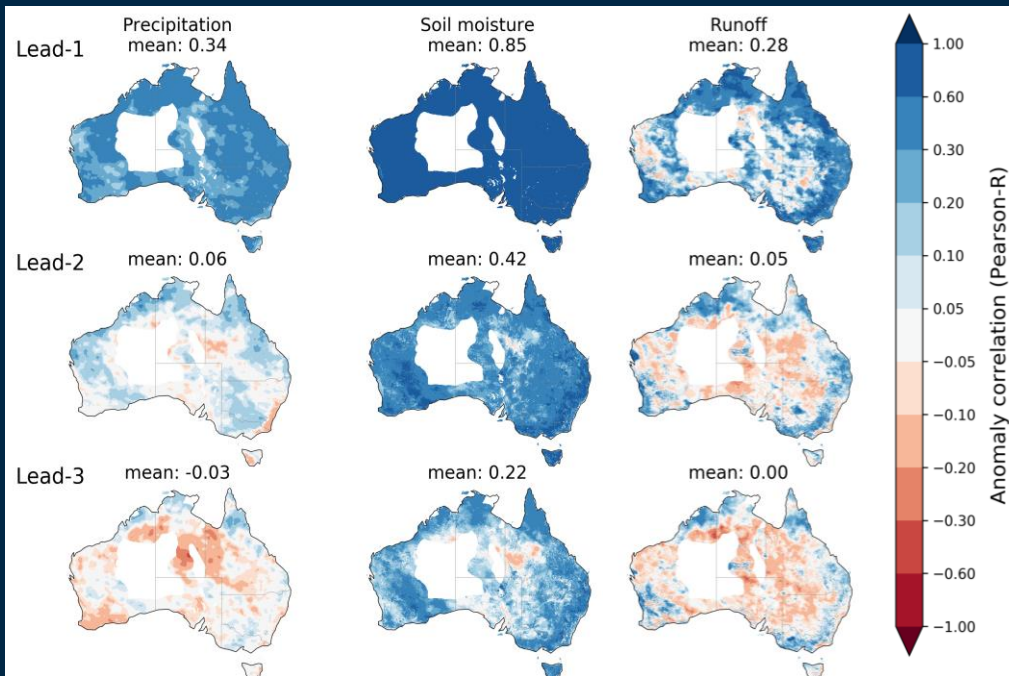 Precipitation
mean: 0.34
Soil moisture
mean: 0.85
Runoff
mean: 0.28
Lead-1
Lead-2
mean: 0.06
mean: 0.42
mean: 0.05
Lead-3
mean: -0.03
mean: 0.22
mean: 0.00
1.00
0.60
0.30
0.20
0.10
0.05
−0.05
−0.10
−0.20
−0.30
−0.60
−1.00
Anomaly correlation (Pearson-R)